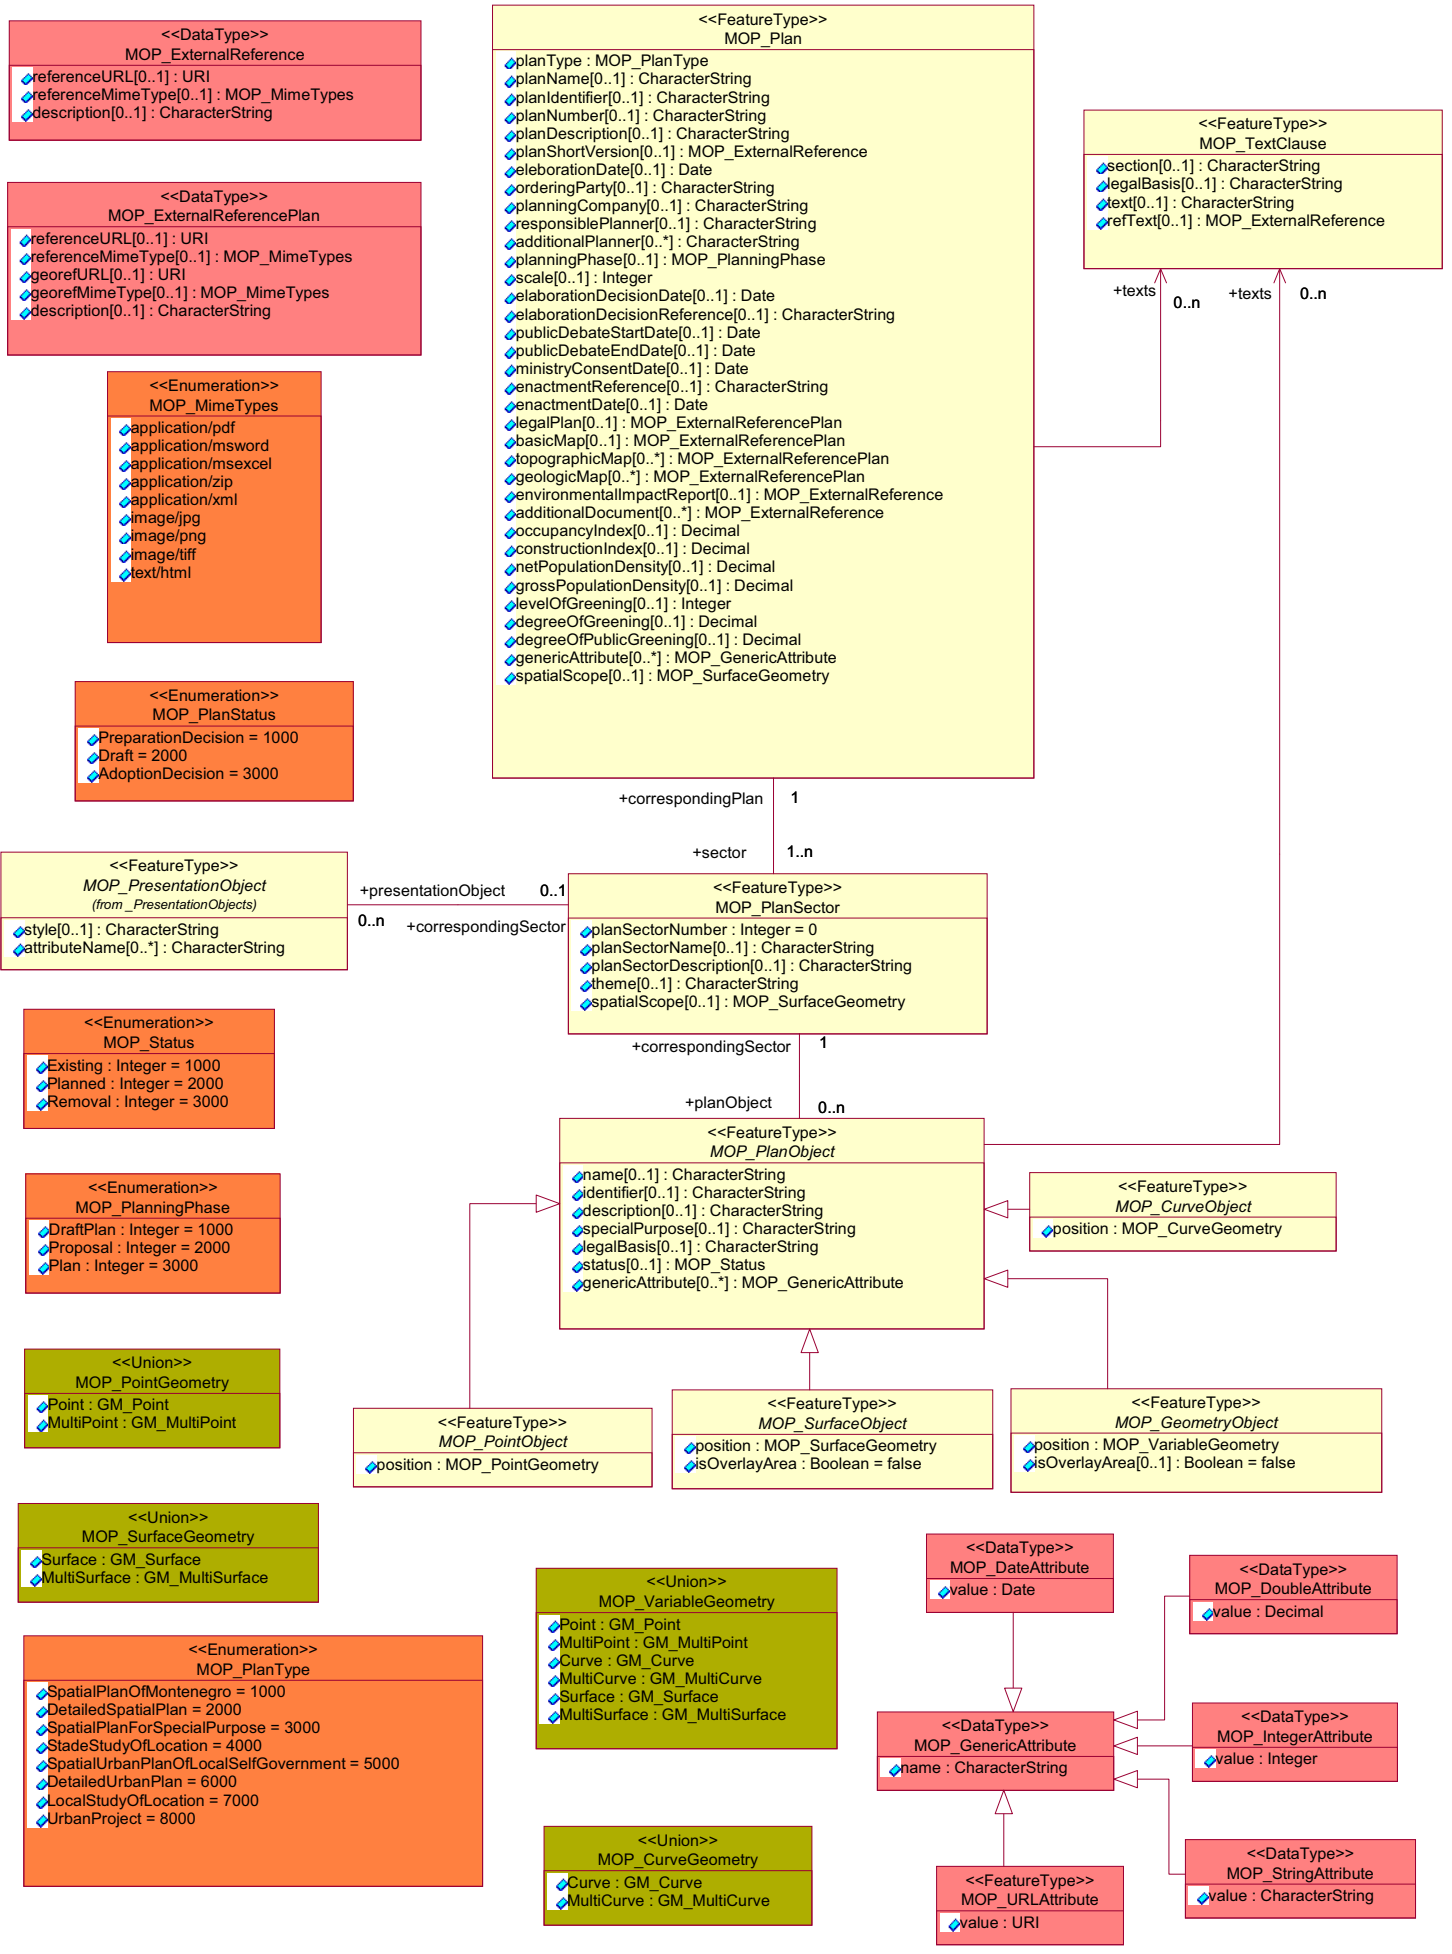 <<DataType>>
MOP_ExternalReference
referenceURL[0..1] : URI
referenceMimeType[0..1] : MOP_MimeTypes
description[0..1] : CharacterString
<<DataType>>
MOP_ExternalReferencePlan
referenceURL[0..1] : URI
referenceMimeType[0..1] : MOP_MimeTypes
georefURL[0..1] : URI
georefMimeType[0..1] : MOP_MimeTypes
description[0..1] : CharacterString
<<Enumeration>>
MOP_MimeTypes
application/pdf
application/msword
application/msexcel
application/zip
application/xml
image/jpg
image/png
image/tiff
text/html
<<Enumeration>>
MOP_PlanStatus
PreparationDecision = 1000
Draft = 2000
AdoptionDecision = 3000
<<FeatureType>>
MOP_Plan
planType : MOP_PlanType
planName[0..1] : CharacterString
planIdentifier[0..1] : CharacterString
planNumber[0..1] : CharacterString
planDescription[0..1] : CharacterString
planShortVersion[0..1] : MOP_ExternalReference
eleborationDate[0..1] : Date
orderingParty[0..1] : CharacterString
planningCompany[0..1] : CharacterString
responsiblePlanner[0..1] : CharacterString
additionalPlanner[0..*] : CharacterString
planningPhase[0..1] : MOP_PlanningPhase
scale[0..1] : Integer
elaborationDecisionDate[0..1] : Date
elaborationDecisionReference[0..1] : CharacterString
publicDebateStartDate[0..1] : Date
publicDebateEndDate[0..1] : Date
ministryConsentDate[0..1] : Date
enactmentReference[0..1] : CharacterString
enactmentDate[0..1] : Date
legalPlan[0..1] : MOP_ExternalReferencePlan
basicMap[0..1] : MOP_ExternalReferencePlan
topographicMap[0..*] : MOP_ExternalReferencePlan
geologicMap[0..*] : MOP_ExternalReferencePlan
environmentalImpactReport[0..1] : MOP_ExternalReference
additionalDocument[0..*] : MOP_ExternalReference
occupancyIndex[0..1] : Decimal
constructionIndex[0..1] : Decimal
netPopulationDensity[0..1] : Decimal
grossPopulationDensity[0..1] : Decimal
levelOfGreening[0..1] : Integer
degreeOfGreening[0..1] : Decimal
degreeOfPublicGreening[0..1] : Decimal
genericAttribute[0..*] : MOP_GenericAttribute
spatialScope[0..1] : MOP_SurfaceGeometry
<<FeatureType>>
MOP_TextClause
section[0..1] : CharacterString
legalBasis[0..1] : CharacterString
text[0..1] : CharacterString
refText[0..1] : MOP_ExternalReference
+texts
0..n
+texts
0..n
+correspondingPlan
1
+sector
1..n
<<FeatureType>>
MOP_PresentationObject
(from _PresentationObjects)
style[0..1] : CharacterString
attributeName[0..*] : CharacterString
+presentationObject
0..1
0..n
+correspondingSector
<<FeatureType>>
MOP_PlanSector
planSectorNumber : Integer = 0
planSectorName[0..1] : CharacterString
planSectorDescription[0..1] : CharacterString
theme[0..1] : CharacterString
spatialScope[0..1] : MOP_SurfaceGeometry
+correspondingSector
1
+planObject
0..n
<<Enumeration>>
MOP_Status
Existing : Integer = 1000
Planned : Integer = 2000
Removal : Integer = 3000
<<Enumeration>>
MOP_PlanningPhase
DraftPlan : Integer = 1000
Proposal : Integer = 2000
Plan : Integer = 3000
<<FeatureType>>
MOP_PlanObject
name[0..1] : CharacterString
identifier[0..1] : CharacterString
description[0..1] : CharacterString
specialPurpose[0..1] : CharacterString
legalBasis[0..1] : CharacterString
status[0..1] : MOP_Status
genericAttribute[0..*] : MOP_GenericAttribute
<<FeatureType>>
MOP_CurveObject
position : MOP_CurveGeometry
<<Union>>
MOP_PointGeometry
Point : GM_Point
MultiPoint : GM_MultiPoint
<<FeatureType>>
MOP_PointObject
position : MOP_PointGeometry
<<FeatureType>>
MOP_SurfaceObject
position : MOP_SurfaceGeometry
isOverlayArea : Boolean = false
<<FeatureType>>
MOP_GeometryObject
position : MOP_VariableGeometry
isOverlayArea[0..1] : Boolean = false
<<Union>>
MOP_SurfaceGeometry
Surface : GM_Surface
MultiSurface : GM_MultiSurface
<<Enumeration>>
MOP_PlanType
SpatialPlanOfMontenegro = 1000
DetailedSpatialPlan = 2000
SpatialPlanForSpecialPurpose = 3000
StadeStudyOfLocation = 4000
SpatialUrbanPlanOfLocalSelfGovernment = 5000
DetailedUrbanPlan = 6000
LocalStudyOfLocation = 7000
UrbanProject = 8000
<<Union>>
MOP_VariableGeometry
Point : GM_Point
MultiPoint : GM_MultiPoint
Curve : GM_Curve
MultiCurve : GM_MultiCurve
Surface : GM_Surface
MultiSurface : GM_MultiSurface
<<Union>>
MOP_CurveGeometry
Curve : GM_Curve
MultiCurve : GM_MultiCurve
<<DataType>>
MOP_DateAttribute
value : Date
<<DataType>>
MOP_DoubleAttribute
value : Decimal
<<DataType>>
MOP_GenericAttribute
name : CharacterString
<<DataType>>
MOP_IntegerAttribute
value : Integer
<<DataType>>
MOP_StringAttribute
value : CharacterString
<<FeatureType>>
MOP_URLAttribute
value : URI